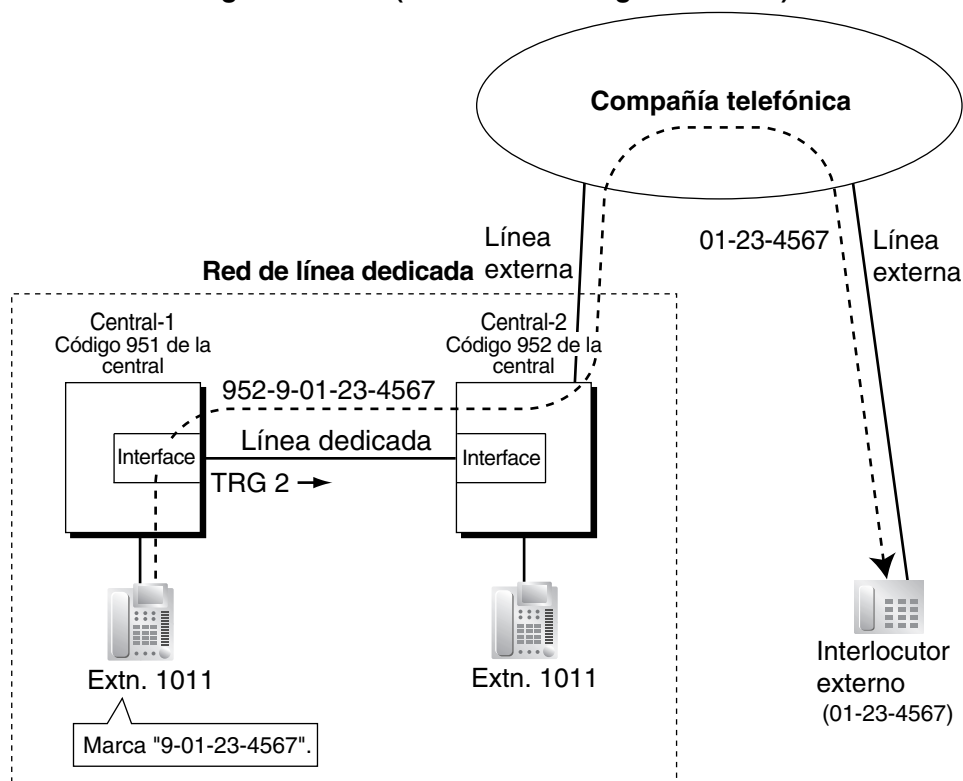 Compañía telefónica
Línea
externa
01-23-4567
Línea
externa
Red de línea dedicada
Central-1
Código 951 de la
central
Central-2
Código 952 de la
central
952-9-01-23-4567
Interface
Línea dedicada
Interface
TRG 2
Extn. 1011
Extn. 1011
Interlocutor
externo
(01-23-4567)
Marca "9-01-23-4567".